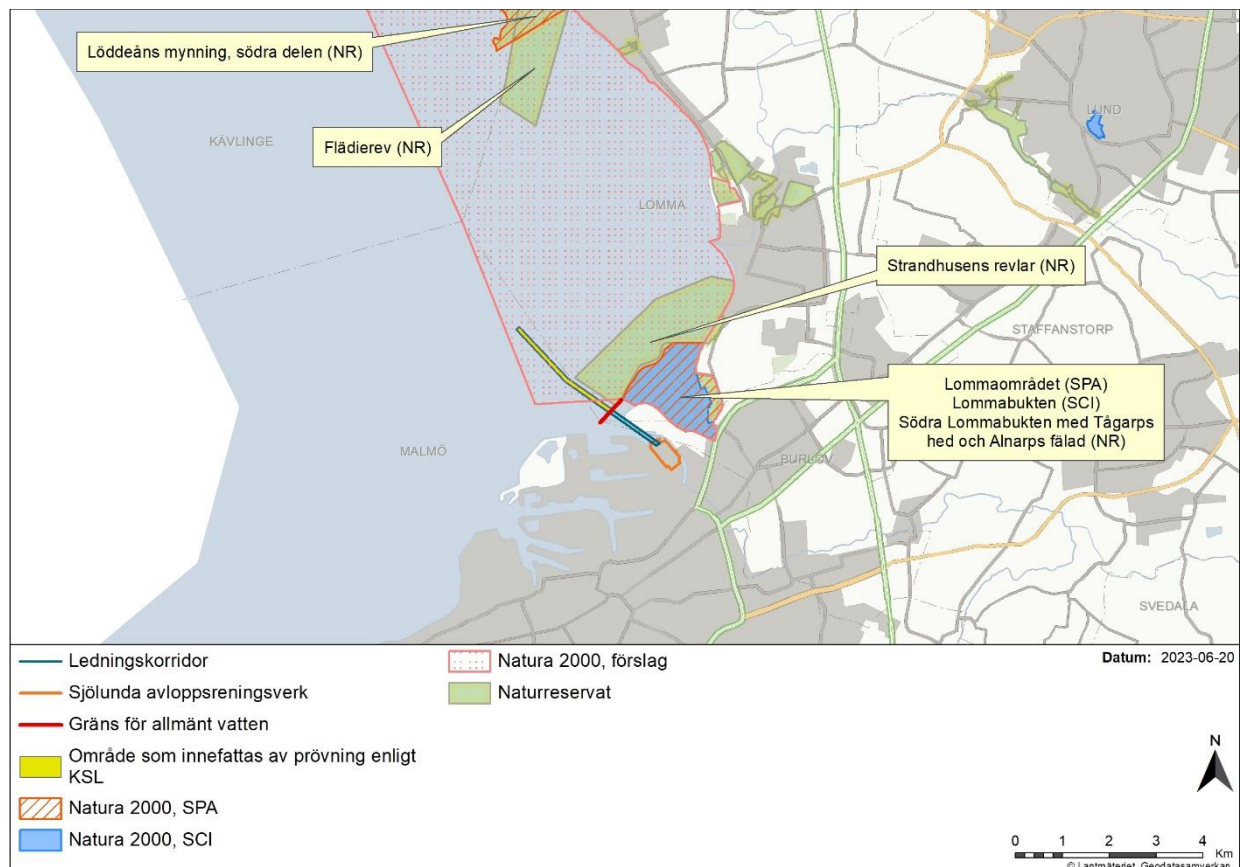 Löddeåns mynning, södra delen (NR)
KÄVLINGE
Flädierev (NR)
LUND
LOMMA
Strandhusens revlar (NR)
STAFFANSTORP
Lommaområdet (SPA)
Lommabukten (SCI)
Södra Lommabukten med Tågarps
hed och Alnarps fälad (NR)
MALMÖ
BURLÖV
SVEDALA
Ledningskorridor
Sjölunda avloppsreningsverk
Gräns för allmänt vatten
Område som innefattas av prövning enligt
KSL
Natura 2000, SPA
Natura 2000, SCI
Natura 2000, förslag
Naturreservat
Datum: 2023-06-20
N
0 1 2 3 4
Km
© Lantmäteriet, Geodatasamverkan